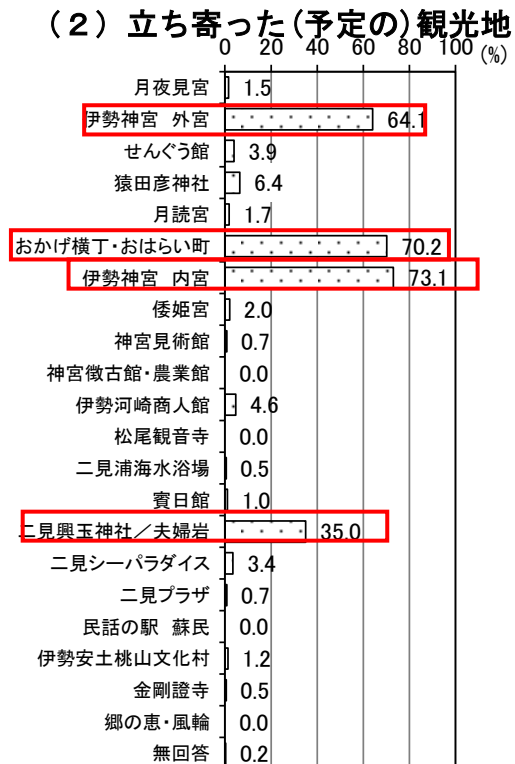 （２）立ち寄った（予定の）観光地
0 20 40 60 80 100 (%)
月夜見宮 1.5
伊勢神宮 外宮 64.1
せんぐう館 3.9
猿田彦神社 6.4
月読宮 1.7
おかげ横丁・おはらい町 70.2
伊勢神宮 内宮 73.1
倭姫宮 2.0
神宮美術館 0.7
神宮徴古館・農業館 0.0
伊勢河崎商人館 4.6
松尾観音寺 0.0
二見浦海水浴場 0.5
賓日館 1.0
二見興玉神社／夫婦岩 35.0
二見シーパラダイス 3.4
二見プラザ 0.7
民話の駅 蘇民 0.0
伊勢安土桃山文化村 1.2
金剛證寺 0.5
郷の恵・風輪 0.0
無回答 0.2